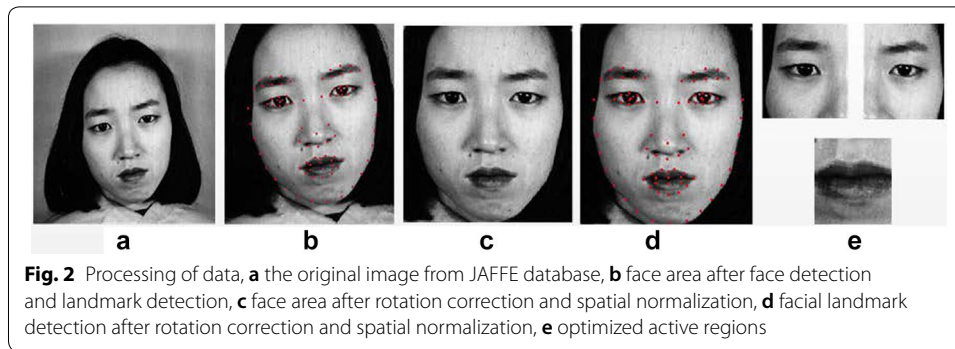 a b c d e
Fig. 2 Processing of data, a the original image from JAFFE database, b face area after face detection
and landmark detection, c face area after rotation correction and spatial normalization, d facial landmark
detection after rotation correction and spatial normalization, e optimized active regions